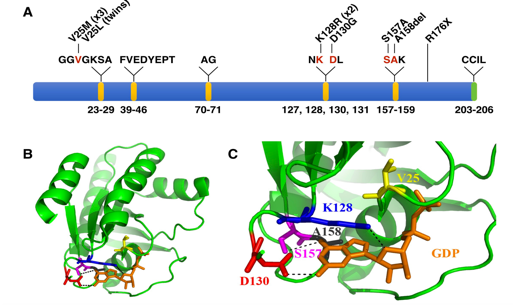 A
V25M (x3)
V25L (twins)
K128R (x2)
D130G
S157A
A158del
R176X
GGVGKSA FVEDYEPT AG NK DL SAK CCIL
23-29 39-46 70-71 127, 128, 130, 131 157-159 203-206
B
C
V25
K128
A158
S157
GDP
D130